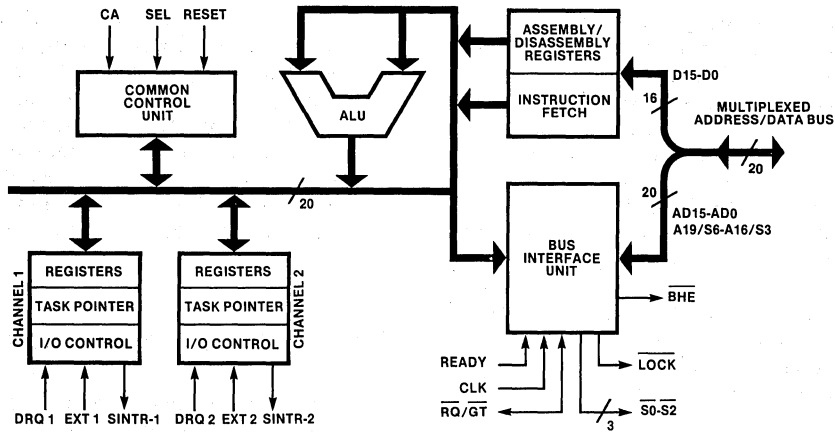 CA SEL RESET
COMMON
CONTROL
UNIT
ALU
ASSEMBLY/
DISASSEMBLY
REGISTERS
INSTRUCTION
FETCH
D15-D0
16
MULTIPLEXED
ADDRESS/DATA BUS
20
20
AD15-AD0
A19/S6-A16/S3
20
BUS
INTERFACE
UNIT
BHE
CHANNEL 1
REGISTERS
TASK POINTER
I/O CONTROL
DRQ 1 EXT 1 SINTR-1
REGISTERS
TASK POINTER
I/O CONTROL
CHANNEL 2
DRQ 2 EXT 2 SINTR-2
READY
CLK
RQ/GT
LOCK
S0-S2
3